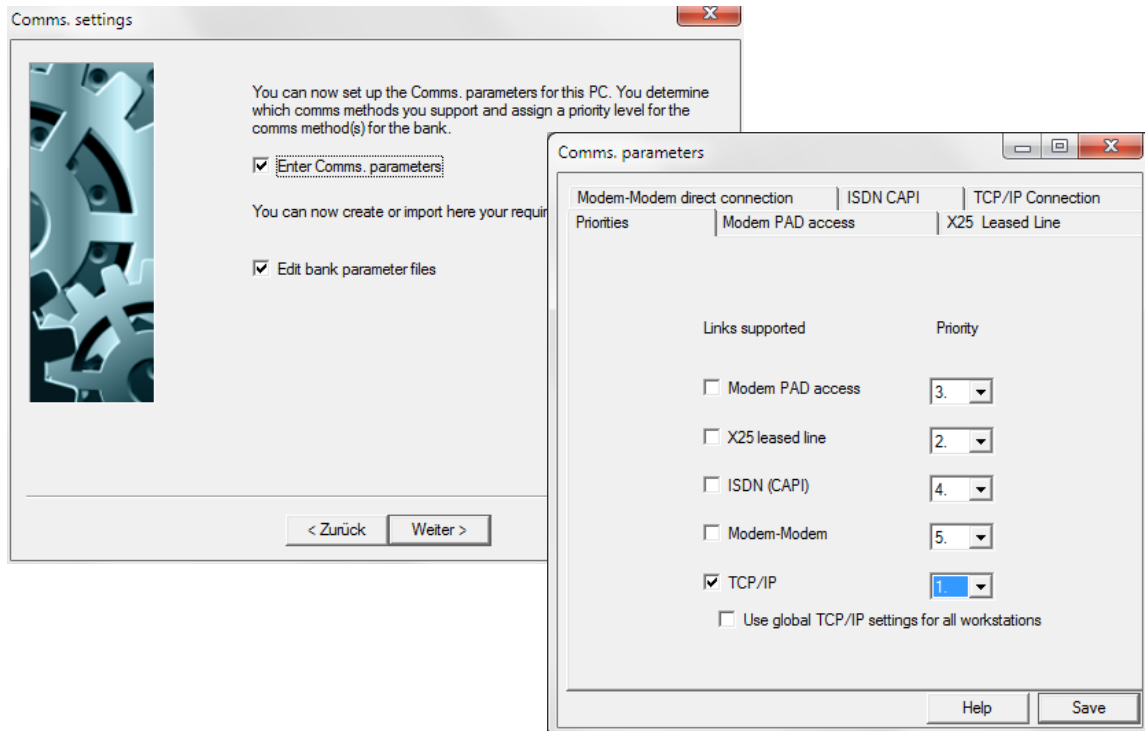 Comms. settings
You can now set up the Comms. parameters for this PC. You determine
which comms methods you support and assign a priority level for the
comms method(s) for the bank.
Enter Comms. parameters
You can now create or import here your requir
Edit bank parameter files
< Zurück
Weiter >
Comms. parameters
Modem-Modem direct connection
ISDN CAPI
TCP/IP Connection
Priorities
Modem PAD access
X25 Leased Line
Links supported
Priority
Modem PAD access
3.
X25 leased line
2.
ISDN (CAPI)
4.
Modem-Modem
5.
TCP/IP
1.
Use global TCP/IP settings for all workstations
Help
Save